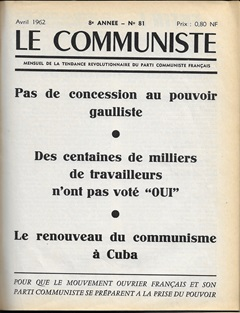 Avril 1962
8e ANNEE — No 81
Prix : 0,80 NF
LE COMMUNISTE
MENSUEL DE LA TENDANCE REVOLUTIONNAIRE DU PARTI COMMUNISTE FRANÇAIS
Pas de concession au pouvoir
gaulliste
Des centaines de milliers
de travailleurs
n'ont pas voté "OUI"
Le renouveau du communisme
à Cuba
POUR QUE LE MOUVEMENT OUVRIER FRANÇAIS ET SON
PARTI COMMUNISTE SE PRÉPARENT A LA PRISE DU POUVOIR